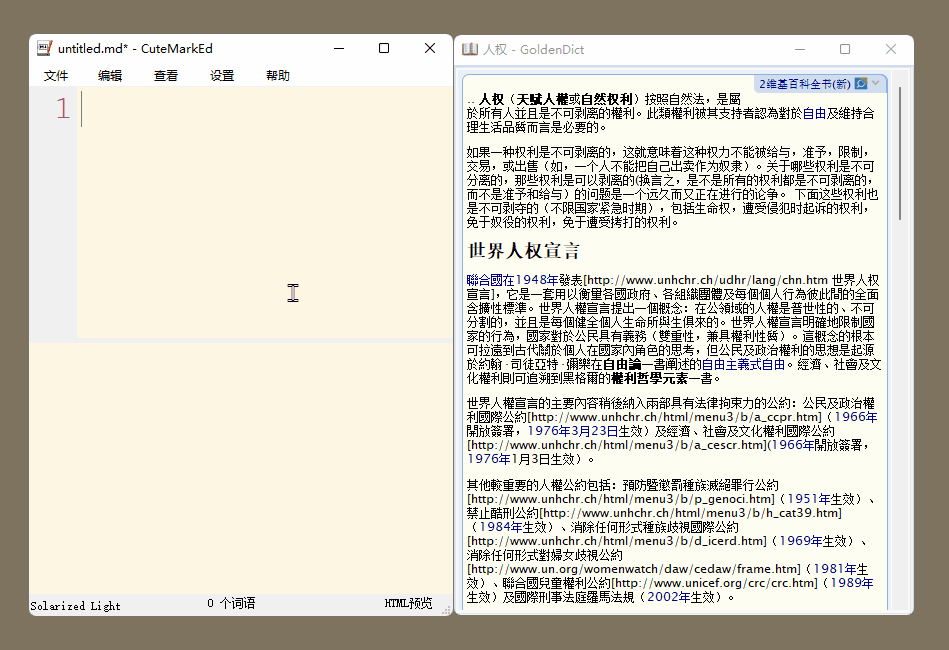 untitled.md* - CuteMarkEd
文件 编辑 查看 设置 帮助
1
Solarized Light 0 个词语 HTML预览
人权 - GoldenDict
2维基百科全书(新)
.. 人权（天赋人權或自然权利）按照自然法，是屬
於所有人並且是不可剥离的權利。此類權利被其支持者認為對於自由及維持合
理生活品質而言是必要的。
如果一种权利是不可剥离的，这就意味着这种权力不能被给与，准予，限制，
交易，或出售（如，一个人不能把自己出卖作为奴隶）。关于哪些权利是不可
分离的，那些权利是可以剥离的(换言之，是不是所有的权利都是不可剥离的，
而不是准予和给与）的问题是一个远久而又正在进行的论争。 下面这些权利也
是不可剥夺的（不限国家紧急时期），包括生命权，遭受侵犯时起诉的权利，
免于奴役的权利，免于遭受拷打的权利。
世界人权宣言
聯合國在1948年發表[http://www.unhchr.ch/udhr/lang/chn.htm 世界人权
宣言]，它是一套用以衡量各國政府、各組織團體及每個個人行為彼此間的全面
含擴性標準。世界人權宣言提出一個概念：在公領域的人權是普世性的、不可
分割的，並且是每個健全個人生命所與生俱來的。世界人權宣言明確地限制國
家的行為，國家對於公民具有義務（雙重性，兼具權利性質）。這概念的根本
可拉遠到古代關於個人在國家內角色的思考，但公民及政治權利的思想是起源
於約翰·司徒亞特·彌爾在自由論一書阐述的自由主義式自由。經濟、社會及文
化權利則可追溯到黑格爾的權利哲學元素一書。
世界人權宣言的主要內容稍後納入兩部具有法律拘束力的公約：公民及政治權
利國際公約[http://www.unhchr.ch/html/menu3/b/a_ccpr.htm]（1966年
開放簽署，1976年3月23日生效）及經濟、社會及文化權利國際公約
[http://www.unhchr.ch/html/menu3/b/a_cescr.htm](1966年開放簽署，
1976年1月3日生效）。
其他較重要的人權公約包括：預防暨懲罰種族滅絕罪行公約
[http://www.unhchr.ch/html/menu3/b/p_genoci.htm]（1951年生效）、
禁止酷刑公約[http://www.unhchr.ch/html/menu3/b/h_cat39.htm]
（1984年生效）、消除任何形式種族歧視國際公約
[http://www.unhchr.ch/html/menu3/b/d_icerd.htm]（1969年生效）、
消除任何形式對婦女歧視公約
[http://www.un.org/womenwatch/daw/cedaw/frame.htm]（1981年生
效）、聯合國兒童權利公約[http://www.unicef.org/crc/crc.htm]（1989年
生效）及國際刑事法庭羅馬法規（2002年生效）。